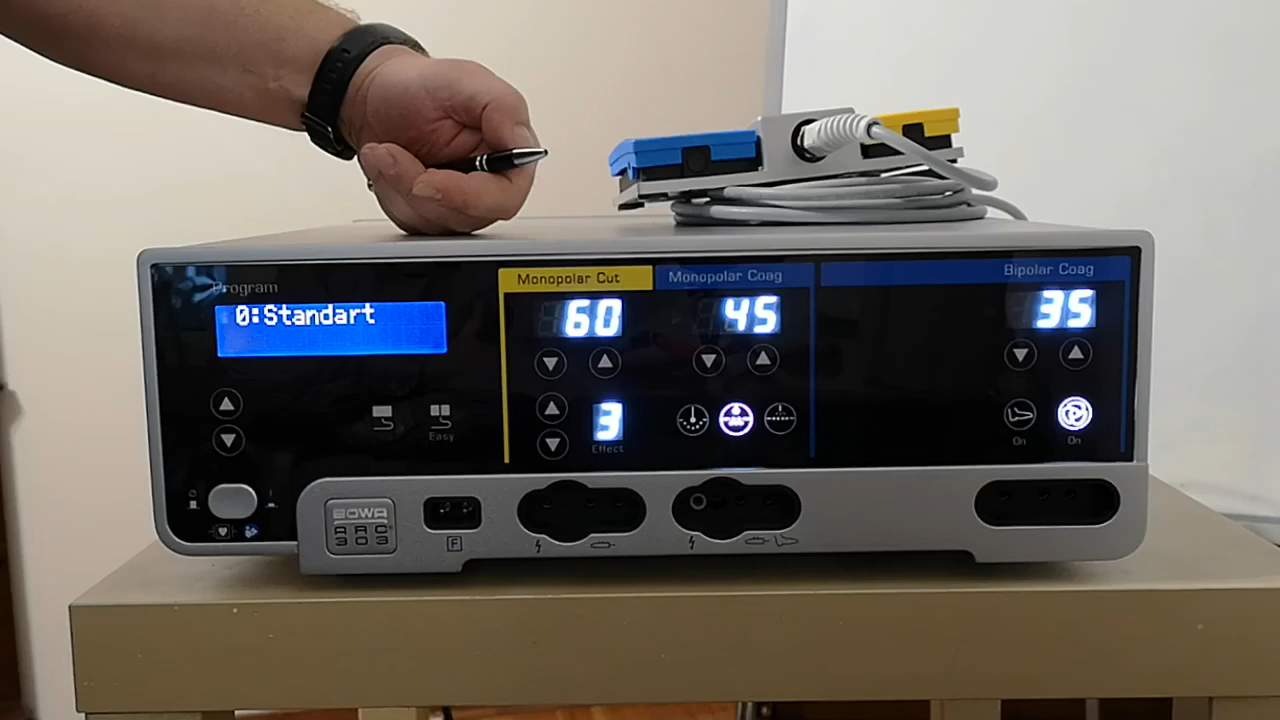 Program
0:Standart
Easy
Monopolar Cut
60
3
Effect
Monopolar Coag
45
Bipolar Coag
35
On
On
BOWA
ARC
303
F